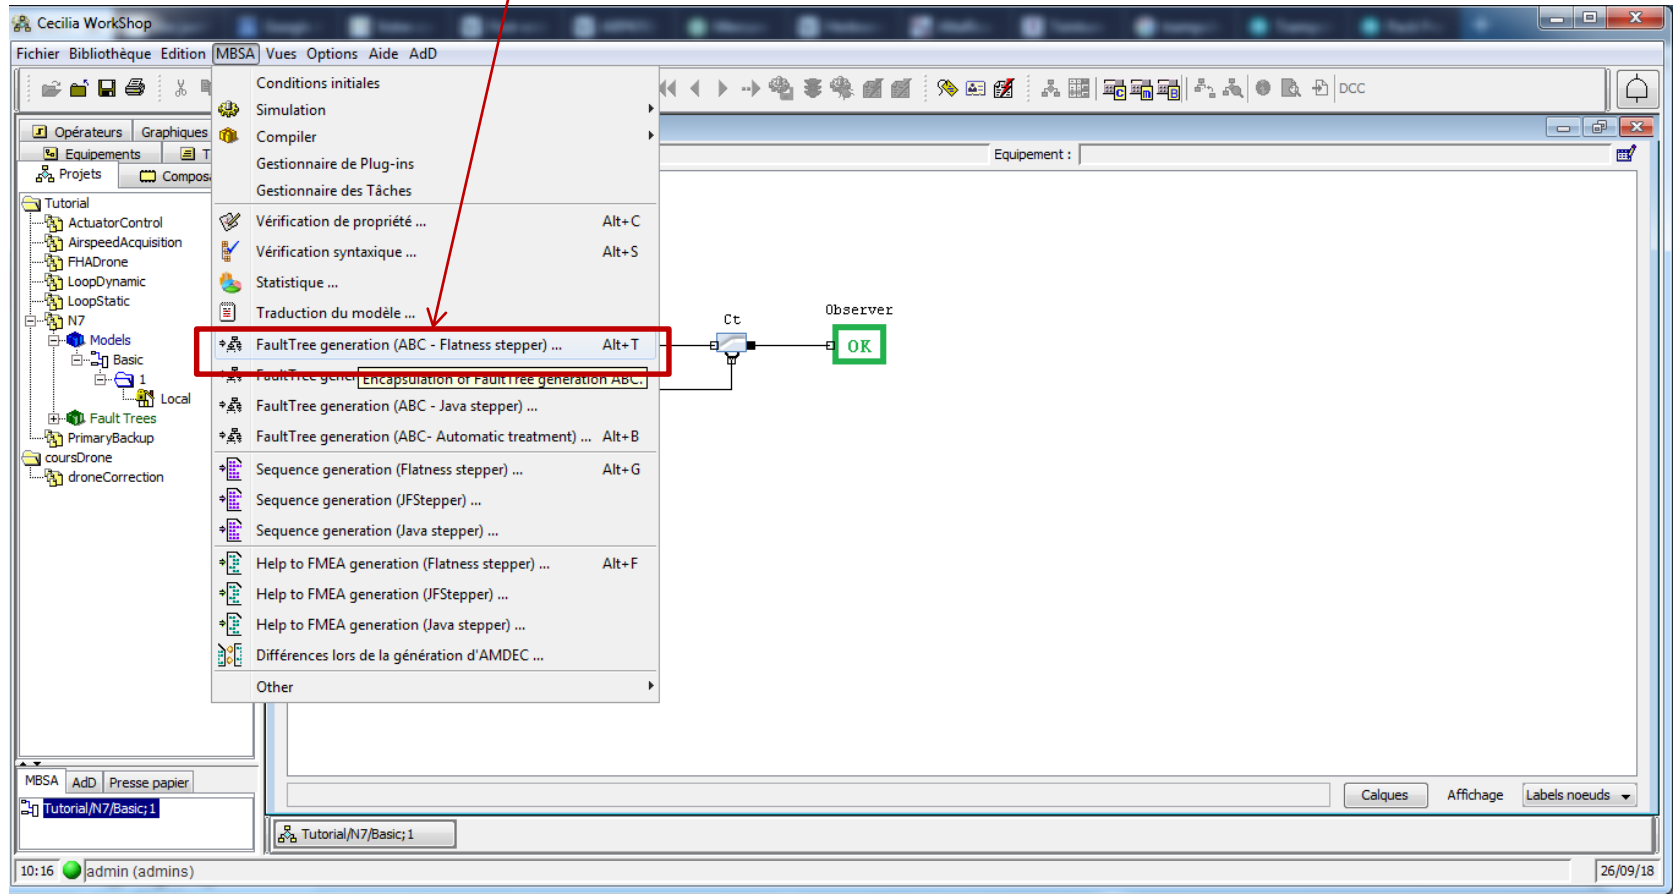 Cecilia WorkShop
Fichier Bibliothèque Edition MBSA Vues Options Aide AdD
DCC
Opérateurs Graphiques
Equipements T
Projets
Equipement :
Tutorial
ActuatorControl
AirspeedAcquisition
FHADrone
LoopDynamic
LoopStatic
N7
Models
Basic
1
Local
Fault Trees
PrimaryBackup
coursDrone
droneCorrection
Conditions initiales
Simulation
Compiler
Gestionnaire de Plug-ins
Gestionnaire des Tâches
Vérification de propriété ... Alt+C
Vérification syntaxique ... Alt+S
Statistique ...
Traduction du modèle ...
FaultTree generation (ABC - Flatness stepper) ... Alt+T
Encapsulation of FaultTree generation ABC.
FaultTree generation (ABC - Java stepper) ...
FaultTree generation (ABC- Automatic treatment) ... Alt+B
Sequence generation (Flatness stepper) ... Alt+G
Sequence generation (JFStepper) ...
Sequence generation (Java stepper) ...
Help to FMEA generation (Flatness stepper) ... Alt+F
Help to FMEA generation (JFStepper) ...
Help to FMEA generation (Java stepper) ...
Différences lors de la génération d'AMDEC ...
Other
Ct
Observer
OK
MBSA AdD Presse papier
Tutorial/N7/Basic;1
Calques Affichage Labels noeuds
Tutorial/N7/Basic;1
10:16 admin (admins) 26/09/18